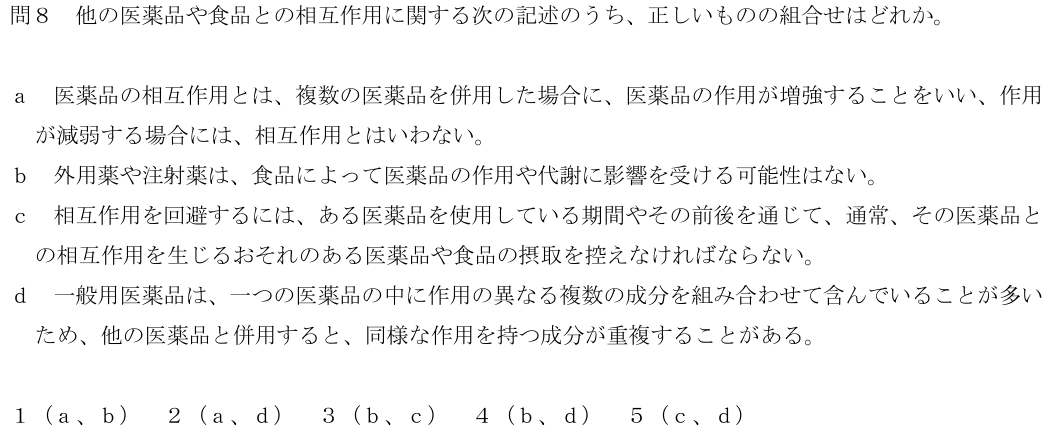 問８　他の医薬品や食品との相互作用に関する次の記述のうち、正しいものの組合せはどれか。
ａ　医薬品の相互作用とは、複数の医薬品を併用した場合に、医薬品の作用が増強することをいい、作用
が減弱する場合には、相互作用とはいわない。
ｂ　外用薬や注射薬は、食品によって医薬品の作用や代謝に影響を受ける可能性はない。
ｃ　相互作用を回避するには、ある医薬品を使用している期間やその前後を通じて、通常、その医薬品と
の相互作用を生じるおそれのある医薬品や食品の摂取を控えなければならない。
ｄ　一般用医薬品は、一つの医薬品の中に作用の異なる複数の成分を組み合わせて含んでいることが多い
ため、他の医薬品と併用すると、同様な作用を持つ成分が重複することがある。
１（ａ、ｂ）　２（ａ、ｄ）　３（ｂ、ｃ）　４（ｂ、ｄ）　５（ｃ、ｄ）